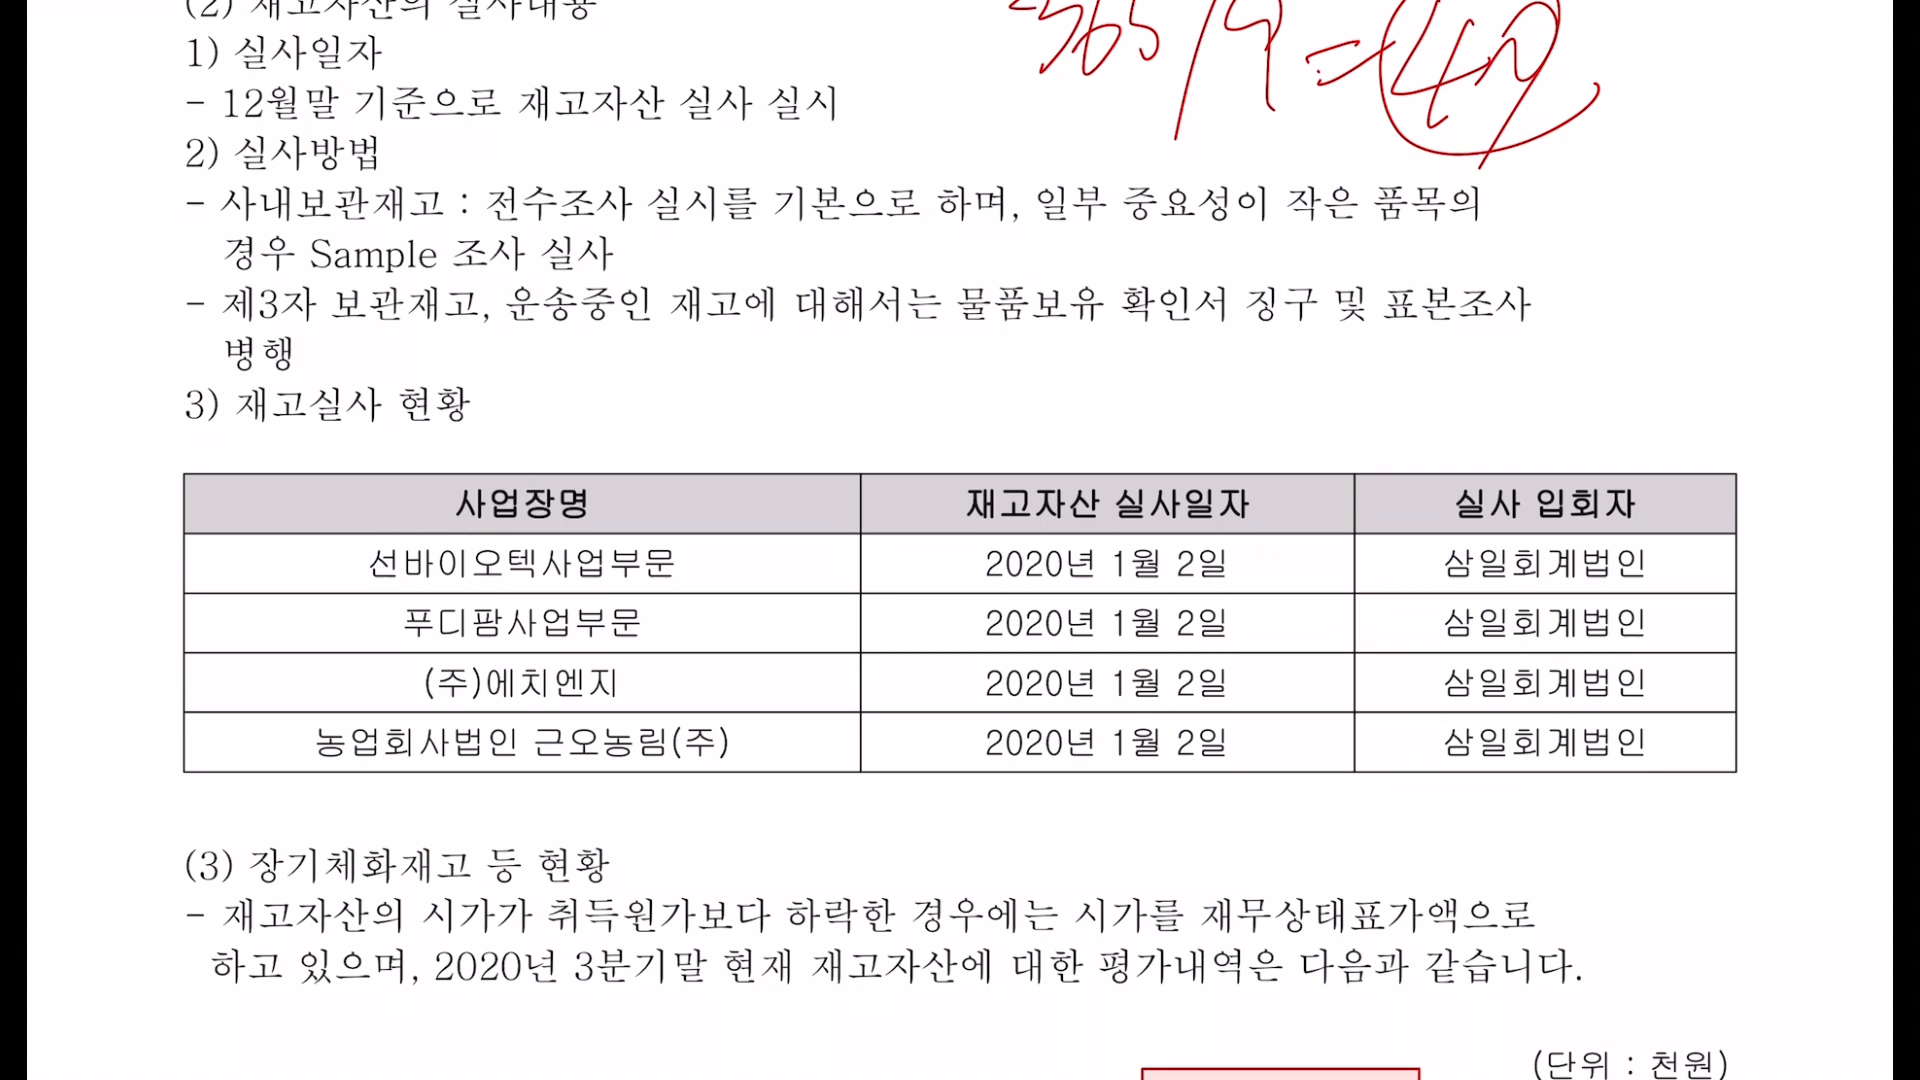 (2) 재고자산의 실사내용
1) 실사일자
- 12월말 기준으로 재고자산 실사 실시
2) 실사방법
- 사내보관재고 : 전수조사 실시를 기본으로 하며, 일부 중요성이 작은 품목의
경우 Sample 조사 실사
- 제3자 보관재고, 운송중인 재고에 대해서는 물품보유 확인서 징구 및 표본조사
병행
3) 재고실사 현황
사업장명 재고자산 실사일자 실사 입회자
선바이오텍사업부문 2020년 1월 2일 삼일회계법인
푸디팜사업부문 2020년 1월 2일 삼일회계법인
(주)에치엔지 2020년 1월 2일 삼일회계법인
농업회사법인 근오농림(주) 2020년 1월 2일 삼일회계법인
(3) 장기체화재고 등 현황
- 재고자산의 시가가 취득원가보다 하락한 경우에는 시가를 재무상태표가액으로
하고 있으며, 2020년 3분기말 현재 재고자산에 대한 평가내역은 다음과 같습니다.
(단위 : 천원)